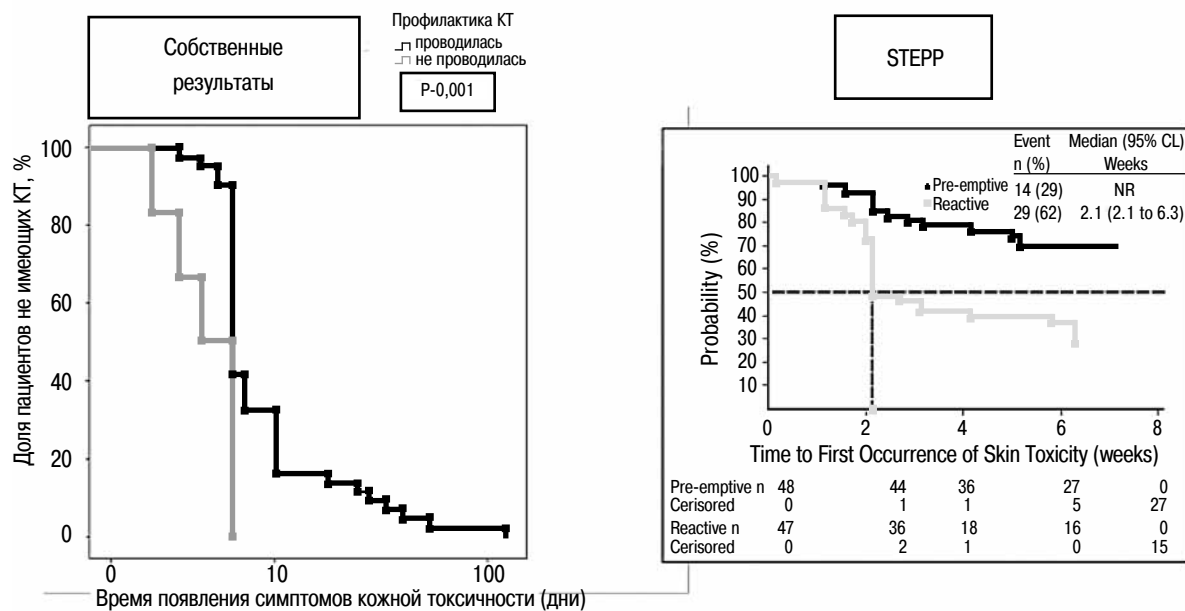 Собственные
результаты
Профилактика КТ
проводилась
не проводилась
P-0,001
Доля пациентов не имеющих КТ, %
100
80
60
40
20
0
0 10 100
Время появления симптомов кожной токсичности (дни)
STEPP
Event Median (95% CL)
n (%) Weeks
Pre-emptive 14 (29) NR
Reactive 29 (62) 2.1 (2.1 to 6.3)
Probability (%)
100
90
80
70
60
50
40
30
20
10
0 2 4 6 8
Time to First Occurrence of Skin Toxicity (weeks)
Pre-emptive n 48 44 36 27 0
Cerisored 0 1 1 5 27
Reactive n 47 36 18 16 0
Cerisored 0 2 1 0 15